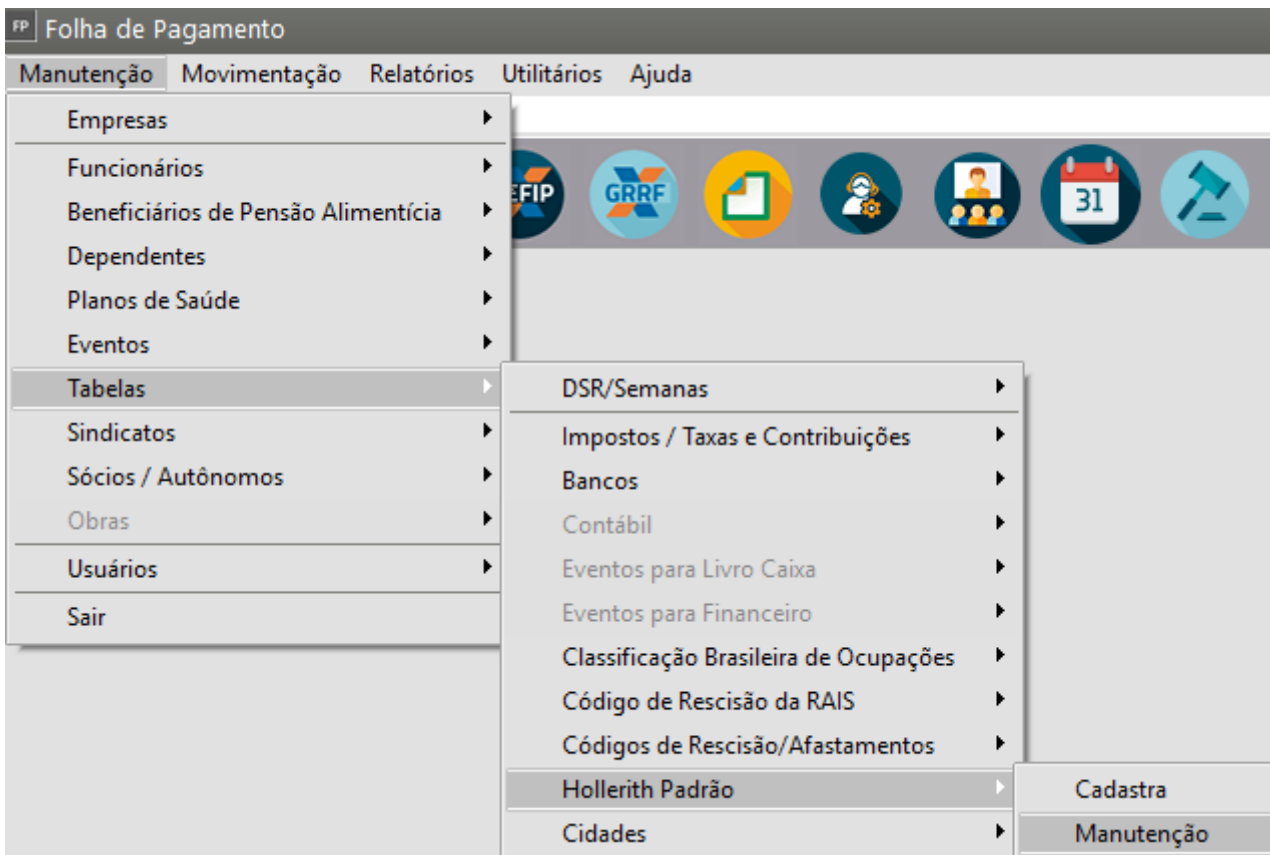 FP Folha de Pagamento
Manutenção Movimentação Relatórios Utilitários Ajuda
Empresas
Funcionários
Beneficiários de Pensão Alimentícia
Dependentes
Planos de Saúde
Eventos
Tabelas
Sindicatos
Sócios / Autônomos
Obras
Usuários
Sair
EFIP GRRF 31
DSR/Semanas
Impostos / Taxas e Contribuições
Bancos
Contábil
Eventos para Livro Caixa
Eventos para Financeiro
Classificação Brasileira de Ocupações
Código de Rescisão da RAIS
Códigos de Rescisão/Afastamentos
Hollerith Padrão
Cidades
Cadastra
Manutenção